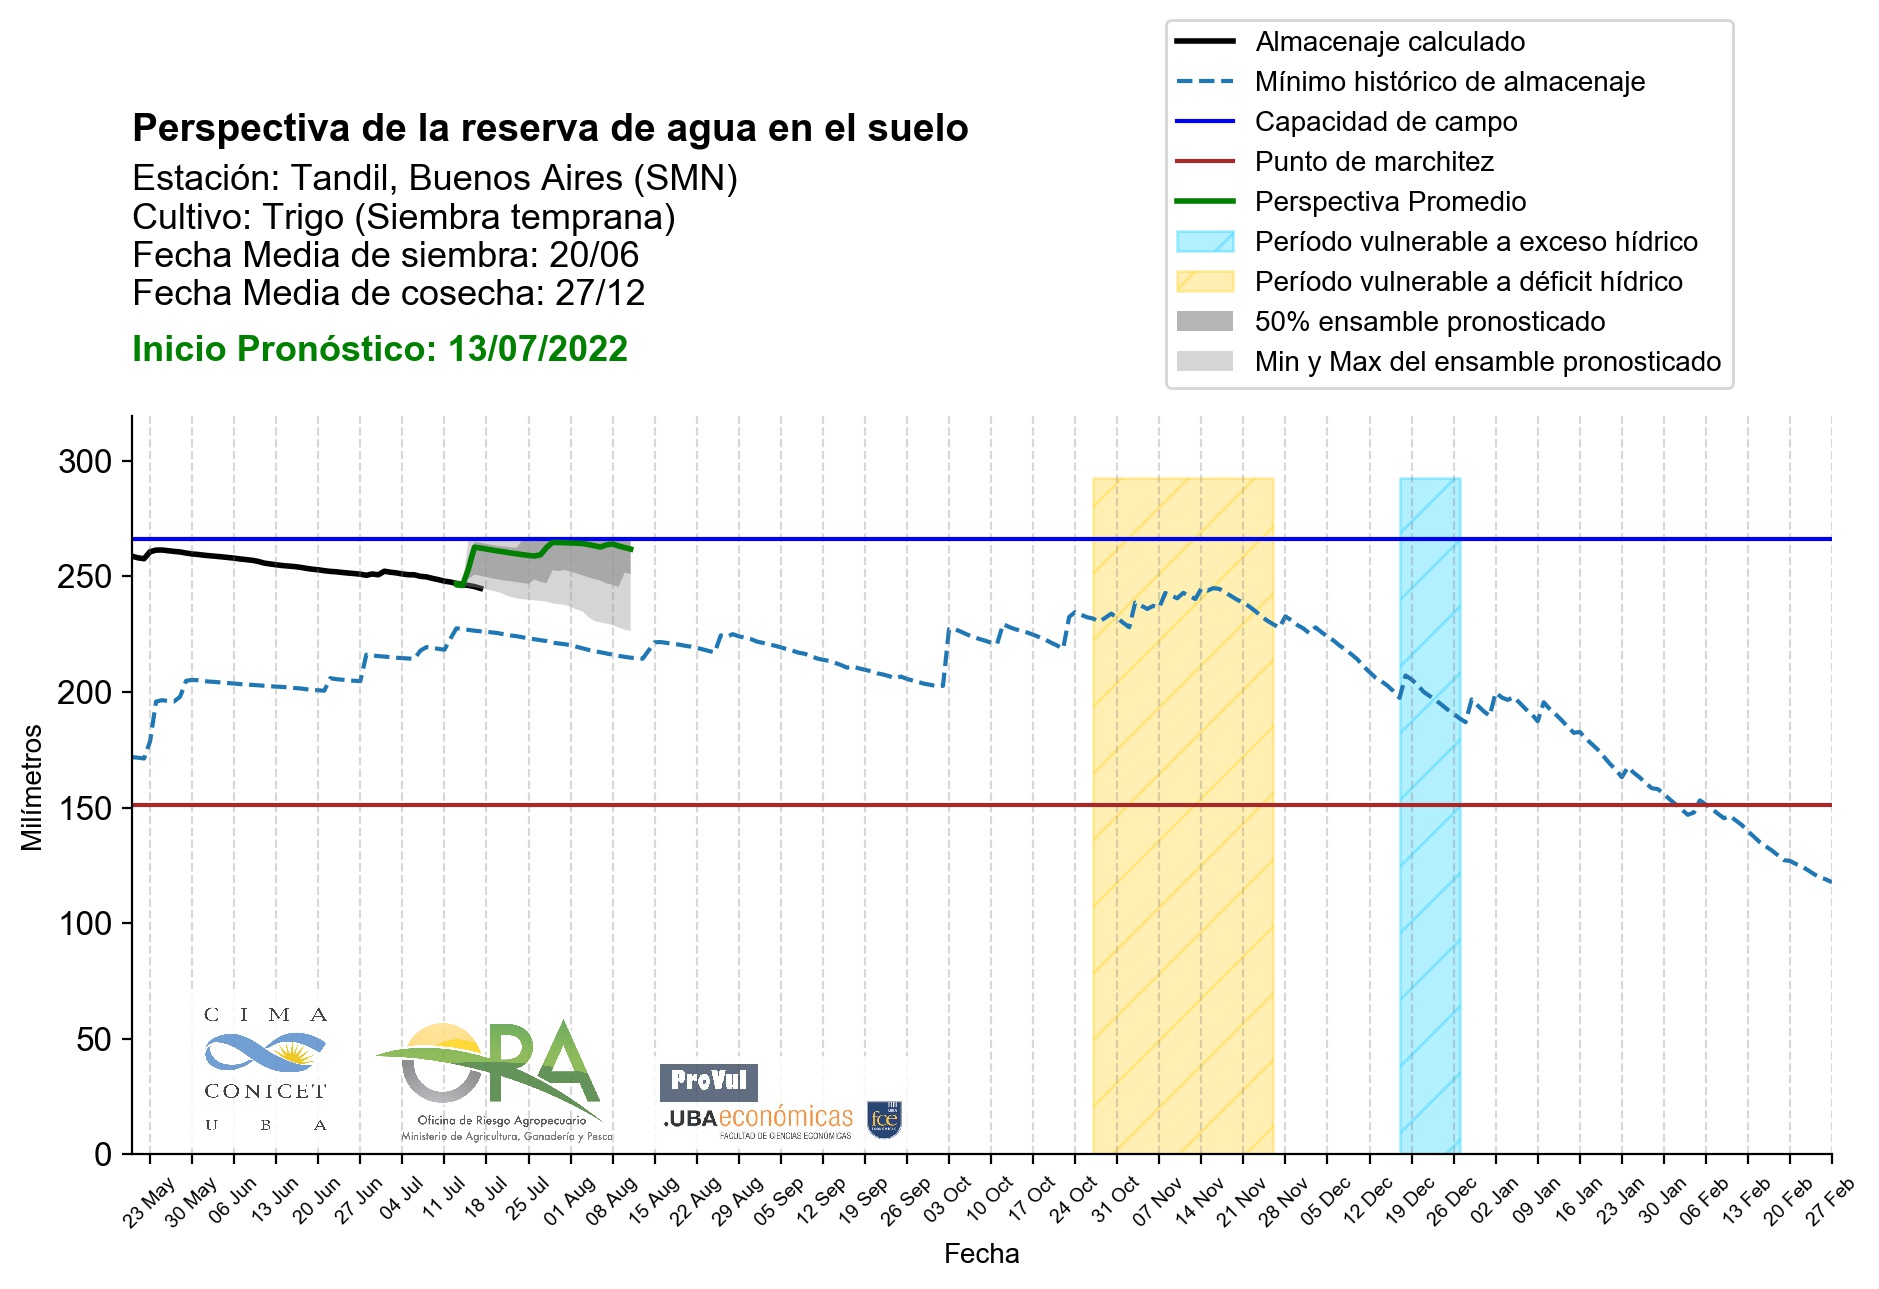 Almacenaje calculado
Mínimo histórico de almacenaje
Capacidad de campo
Punto de marchitez
Perspectiva Promedio
Período vulnerable a exceso hídrico
Período vulnerable a déficit hídrico
50% ensamble pronosticado
Min y Max del ensamble pronosticado
Perspectiva de la reserva de agua en el suelo
Estación: Tandil, Buenos Aires (SMN)
Cultivo: Trigo (Siembra temprana)
Fecha Media de siembra: 20/06
Fecha Media de cosecha: 27/12
Inicio Pronóstico: 13/07/2022
300
250
200
150
100
50
0
Milímetros
CIMA
CONICET
UBA
ORA
Oficina de Riesgo Agropecuario
Ministerio de Agricultura, Ganadería y Pesca
ProVul
.UBAeconómicas
FACULTAD DE CIENCIAS ECONÓMICAS
fce
23 May
30 May
06 Jun
13 Jun
20 Jun
27 Jun
04 Jul
11 Jul
18 Jul
25 Jul
01 Aug
08 Aug
15 Aug
22 Aug
29 Aug
05 Sep
12 Sep
19 Sep
26 Sep
03 Oct
10 Oct
17 Oct
24 Oct
31 Oct
07 Nov
14 Nov
21 Nov
28 Nov
05 Dec
12 Dec
19 Dec
26 Dec
02 Jan
09 Jan
16 Jan
23 Jan
30 Jan
06 Feb
13 Feb
20 Feb
27 Feb
Fecha